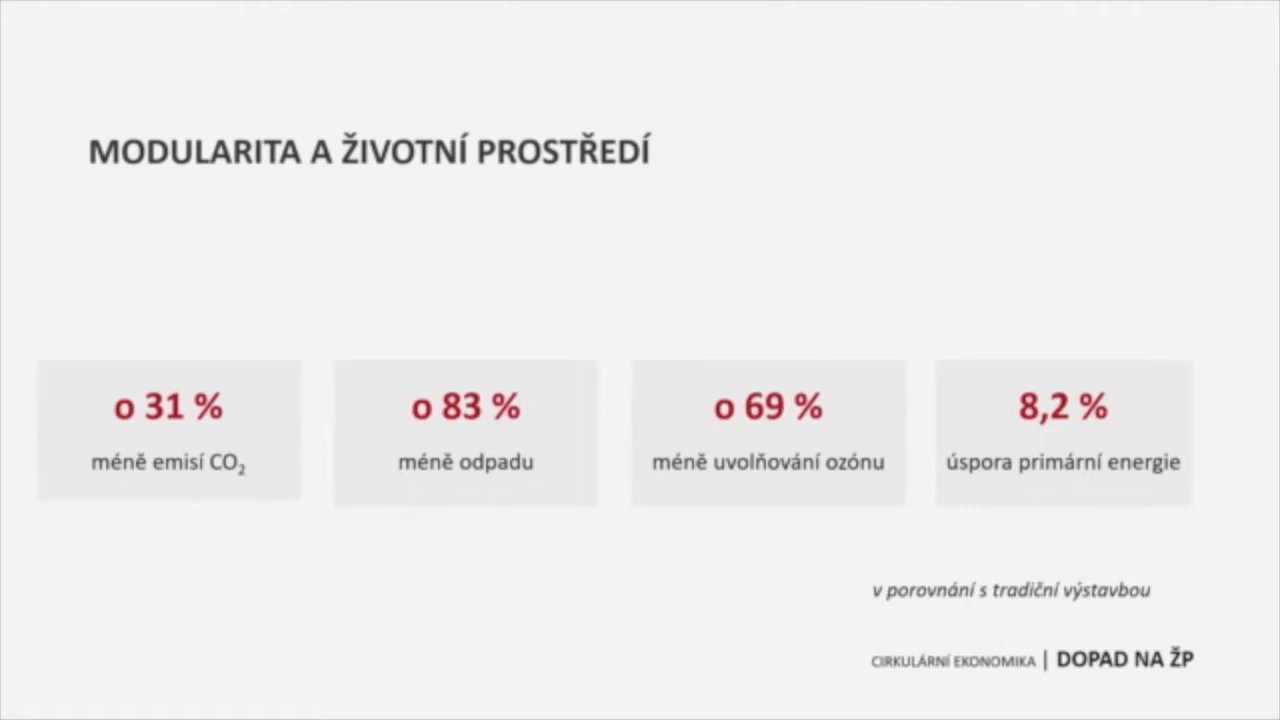 MODULARITA A ŽIVOTNÍ PROSTŘEDÍ
o 31 %
méně emisí CO₂
o 83 %
méně odpadu
o 69 %
méně uvolňování ozónu
8,2 %
úspora primární energie
v porovnání s tradiční výstavbou
CIRKULÁRNÍ EKONOMIKA | DOPAD NA ŽP